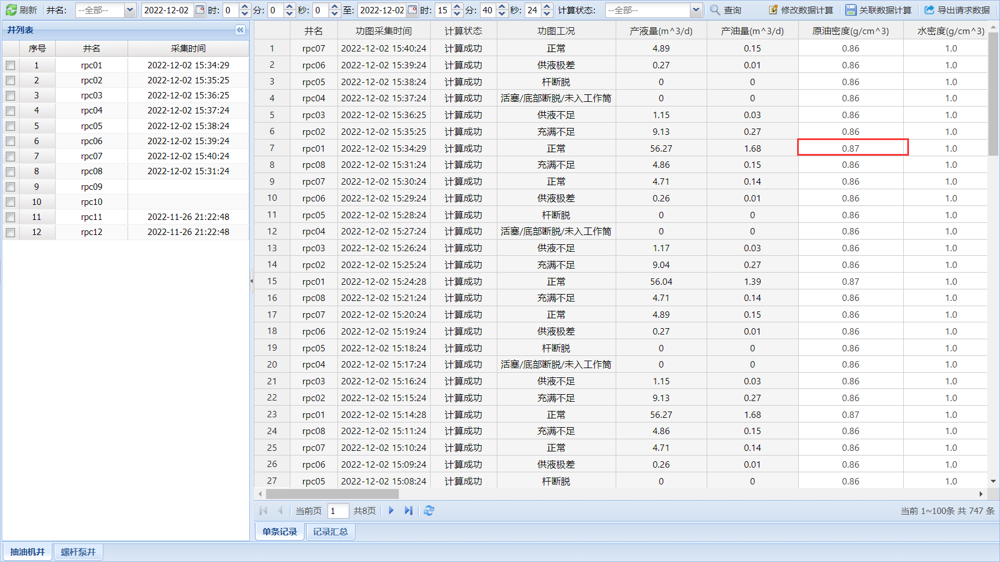 刷新 井名: --全部-- 2022-12-02 时: 0 分: 0 秒: 0 至: 2022-12-02 时: 15 分: 40 秒: 24 计算状态: --全部-- 查询 修改数据计算 关联数据计算 导出请求数据
井列表
序号 井名 采集时间
1 rpc01 2022-12-02 15:34:29
2 rpc02 2022-12-02 15:35:25
3 rpc03 2022-12-02 15:36:25
4 rpc04 2022-12-02 15:37:24
5 rpc05 2022-12-02 15:38:24
6 rpc06 2022-12-02 15:39:24
7 rpc07 2022-12-02 15:40:24
8 rpc08 2022-12-02 15:31:24
9 rpc09
10 rpc10
11 rpc11 2022-11-26 21:22:48
12 rpc12 2022-11-26 21:22:48
井名 功图采集时间 计算状态 功图工况 产液量(m^3/d) 产油量(m^3/d) 原油密度(g/cm^3) 水密度(g/cm^3)
1 rpc07 2022-12-02 15:40:24 计算成功 正常 4.89 0.15 0.86 1.0
2 rpc06 2022-12-02 15:39:24 计算成功 供液极差 0.27 0.01 0.86 1.0
3 rpc05 2022-12-02 15:38:24 计算成功 杆断脱 0 0 0.86 1.0
4 rpc04 2022-12-02 15:37:24 计算成功 活塞/底部断脱/未入工作筒 0 0 0.86 1.0
5 rpc03 2022-12-02 15:36:25 计算成功 供液不足 1.15 0.03 0.86 1.0
6 rpc02 2022-12-02 15:35:25 计算成功 充满不足 9.13 0.27 0.86 1.0
7 rpc01 2022-12-02 15:34:29 计算成功 正常 56.27 1.68 0.87 1.0
8 rpc08 2022-12-02 15:31:24 计算成功 充满不足 4.86 0.15 0.86 1.0
9 rpc07 2022-12-02 15:30:24 计算成功 正常 4.71 0.14 0.86 1.0
10 rpc06 2022-12-02 15:29:24 计算成功 供液极差 0.26 0.01 0.86 1.0
11 rpc05 2022-12-02 15:28:24 计算成功 杆断脱 0 0 0.86 1.0
12 rpc04 2022-12-02 15:27:24 计算成功 活塞/底部断脱/未入工作筒 0 0 0.86 1.0
13 rpc03 2022-12-02 15:26:24 计算成功 供液不足 1.17 0.03 0.86 1.0
14 rpc02 2022-12-02 15:25:24 计算成功 充满不足 9.04 0.27 0.86 1.0
15 rpc01 2022-12-02 15:24:28 计算成功 正常 56.04 1.39 0.87 1.0
16 rpc08 2022-12-02 15:21:24 计算成功 充满不足 4.71 0.14 0.86 1.0
17 rpc07 2022-12-02 15:20:24 计算成功 正常 4.89 0.15 0.86 1.0
18 rpc06 2022-12-02 15:19:24 计算成功 供液极差 0.27 0.01 0.86 1.0
19 rpc05 2022-12-02 15:18:24 计算成功 杆断脱 0 0 0.86 1.0
20 rpc04 2022-12-02 15:17:24 计算成功 活塞/底部断脱/未入工作筒 0 0 0.86 1.0
21 rpc03 2022-12-02 15:16:24 计算成功 供液不足 1.15 0.03 0.86 1.0
22 rpc02 2022-12-02 15:15:24 计算成功 充满不足 9.13 0.27 0.86 1.0
23 rpc01 2022-12-02 15:14:28 计算成功 正常 56.27 1.68 0.87 1.0
24 rpc08 2022-12-02 15:11:24 计算成功 充满不足 4.86 0.15 0.86 1.0
25 rpc07 2022-12-02 15:10:24 计算成功 正常 4.71 0.14 0.86 1.0
26 rpc06 2022-12-02 15:09:24 计算成功 供液极差 0.26 0.01 0.86 1.0
27 rpc05 2022-12-02 15:08:24 计算成功 杆断脱 0 0 0.86 1.0
当前页 1 共8页 当前 1~100条 共 747 条
单条记录 记录汇总
抽油机井 螺杆泵井